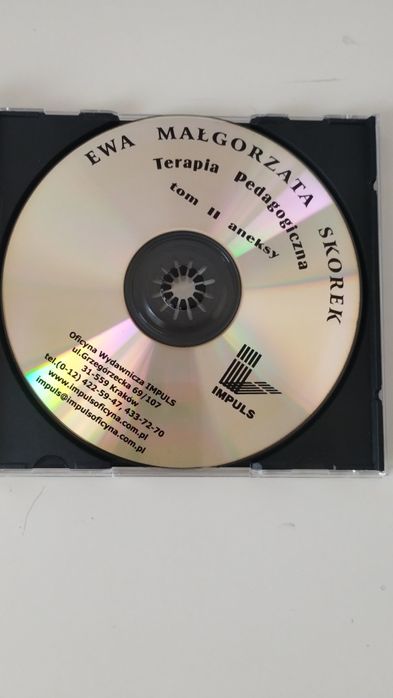 EWA MAŁGORZATA SKOREK
Terapia Pedagogiczna
tom II aneksy
Oficyna Wydawnicza IMPULS
ul.Grzegórzecka 69/107
31-559 Kraków
tel.(0-12) 422-59-47, 433-72-70
www.impulsoficyna.com.pl
impuls@impulsoficyna.com.pl
IMPULS